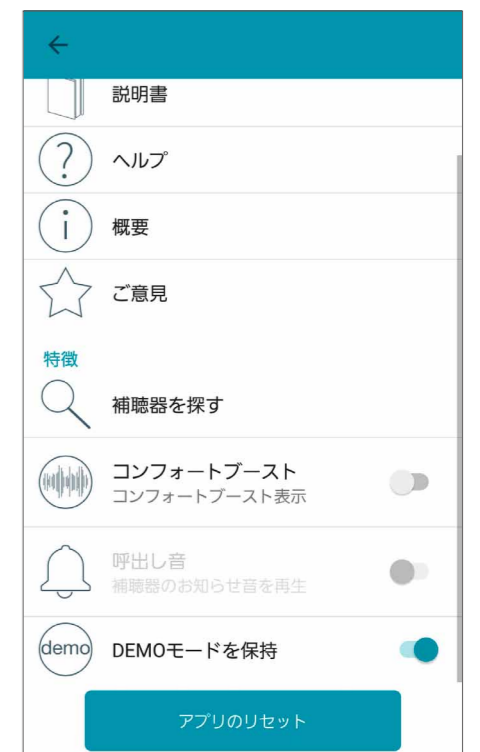 説明書
ヘルプ
概要
ご意見
特徴
補聴器を探す
コンフォートブースト
コンフォートブースト表示
呼出し音
補聴器のお知らせ音を再生
demo
DEMOモードを保持
アプリのリセット